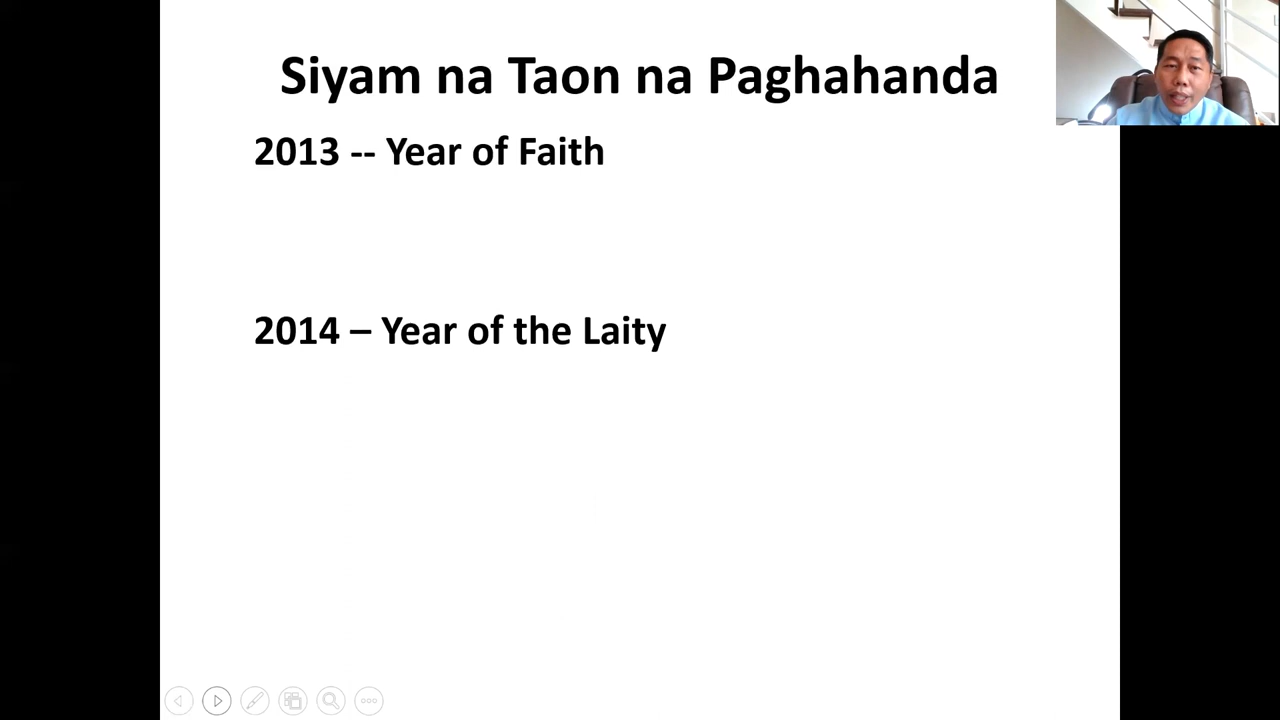 Siyam na Taon na Paghahanda
2013 -- Year of Faith
2014 – Year of the Laity